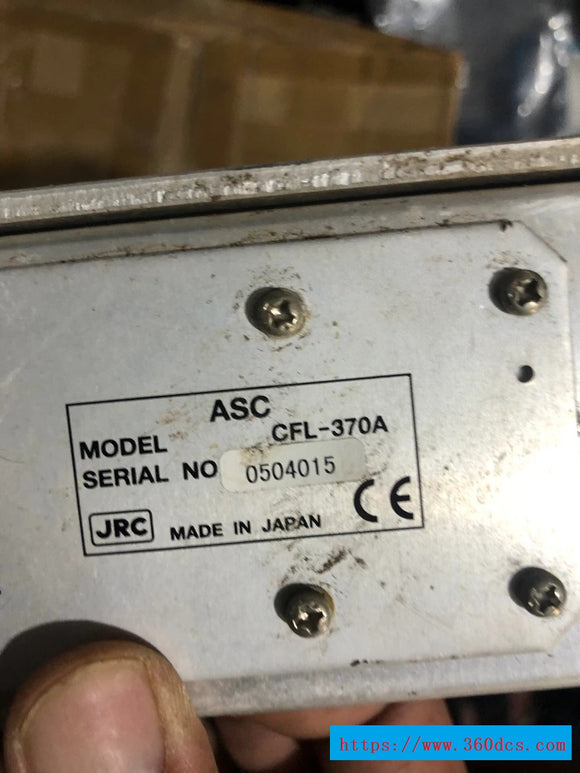 ASC
MODEL CFL-370A
SERIAL NO 0504015
JRC MADE IN JAPAN CE
https://www.360dcs.com